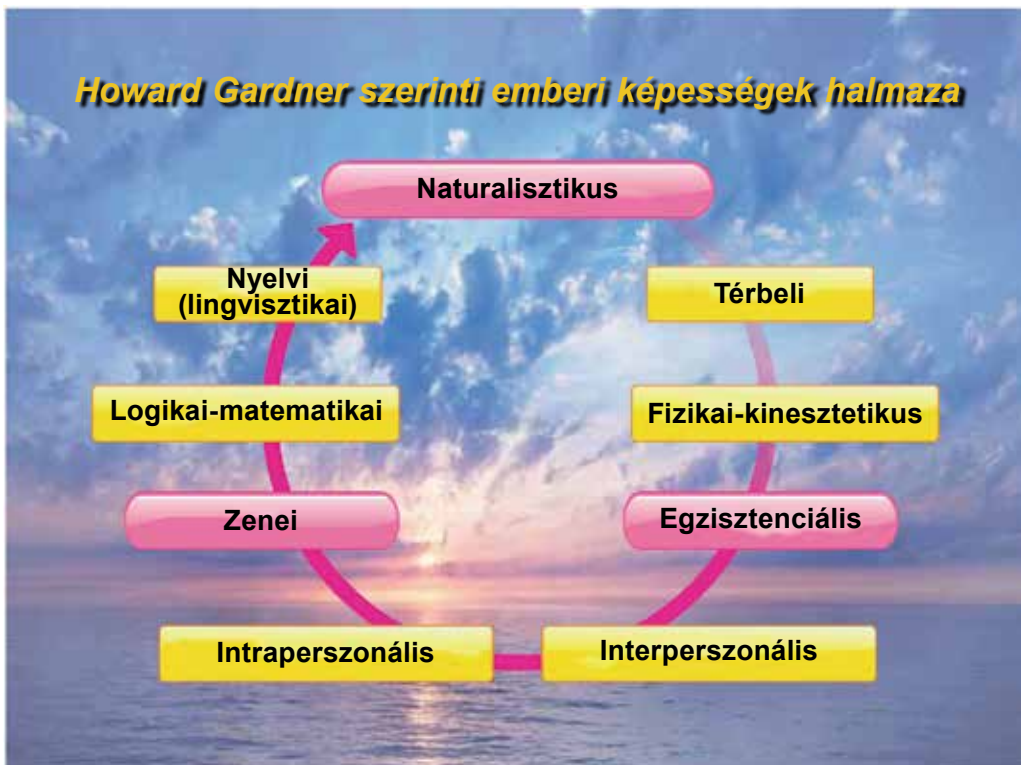 Howard Gardner szerinti emberi képességek halmaza
Naturalisztikus
Nyelvi
(lingvisztikai)
Térbeli
Logikai-matematikai
Fizikai-kinesztetikus
Zenei
Egzisztenciális
Intraperszonális
Interperszonális